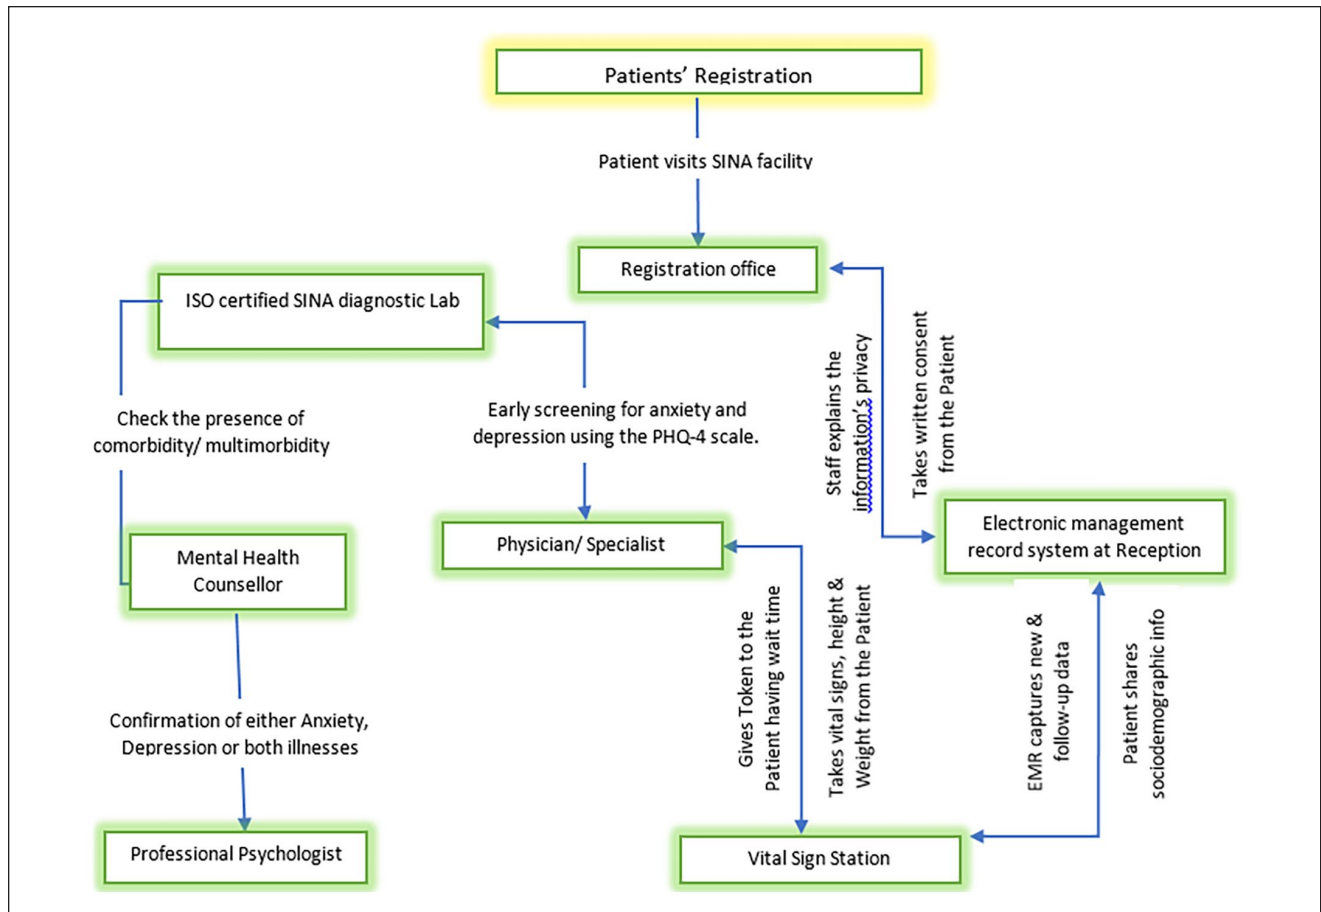 Patients’ Registration
Patient visits SINA facility
Registration office
ISO certified SINA diagnostic Lab
Staff explains the
information’s privacy
Takes written consent
from the Patient
Check the presence of
comorbidity/ multimorbidity
Early screening for anxiety and
depression using the PHQ-4 scale.
Electronic management
record system at Reception
Physician/ Specialist
Mental Health
Counsellor
Gives Token to the
Patient having wait time
Takes vital signs, height &
Weight from the Patient
EMR captures new &
follow-up data
Patient shares
sociodemographic info
Confirmation of either Anxiety,
Depression or both illnesses
Professional Psychologist
Vital Sign Station